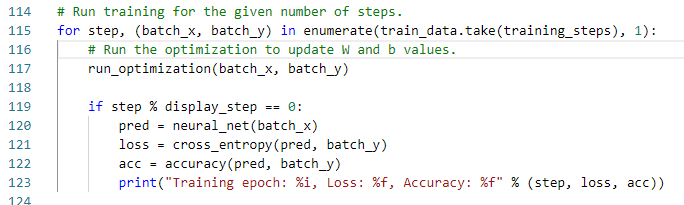 114 # Run training for the given number of steps.
115 for step, (batch_x, batch_y) in enumerate(train_data.take(training_steps), 1):
116     # Run the optimization to update W and b values.
117     run_optimization(batch_x, batch_y)
118
119     if step % display_step == 0:
120         pred = neural_net(batch_x)
121         loss = cross_entropy(pred, batch_y)
122         acc = accuracy(pred, batch_y)
123         print("Training epoch: %i, Loss: %f, Accuracy: %f" % (step, loss, acc))
124